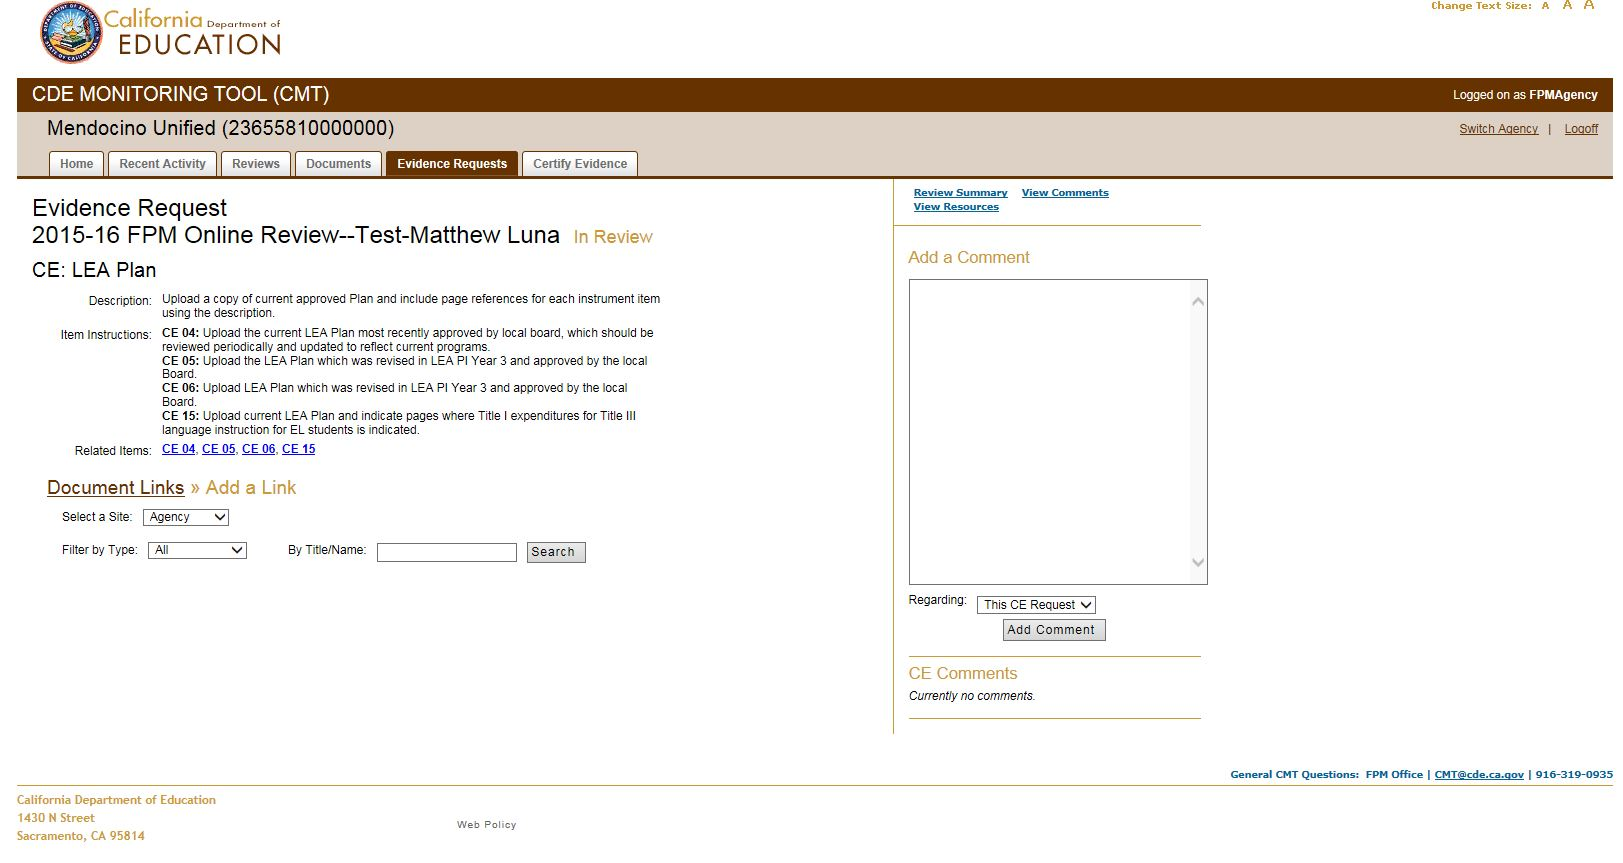 California Department of
EDUCATION
Change Text Size: A A A
CDE MONITORING TOOL (CMT)
Logged on as FPMAgency
Mendocino Unified (23655810000000)
Switch Agency | Logoff
Home
Recent Activity
Reviews
Documents
Evidence Requests
Certify Evidence
Evidence Request
2015-16 FPM Online Review--Test-Matthew Luna In Review
CE: LEA Plan
Description: Upload a copy of current approved Plan and include page references for each instrument item
using the description.
Item Instructions: CE 04: Upload the current LEA Plan most recently approved by local board, which should be
reviewed periodically and updated to reflect current programs.
CE 05: Upload the LEA Plan which was revised in LEA PI Year 3 and approved by the local
Board.
CE 06: Upload LEA Plan which was revised in LEA PI Year 3 and approved by the local
Board.
CE 15: Upload current LEA Plan and indicate pages where Title I expenditures for Title III
language instruction for EL students is indicated.
Related Items: CE 04, CE 05, CE 06, CE 15
Document Links » Add a Link
Select a Site: Agency
Filter by Type: All By Title/Name: Search
Review Summary View Comments
View Resources
Add a Comment
Regarding: This CE Request
Add Comment
CE Comments
Currently no comments.
General CMT Questions: FPM Office | CMT@cde.ca.gov | 916-319-0935
California Department of Education
1430 N Street
Sacramento, CA 95814
Web Policy